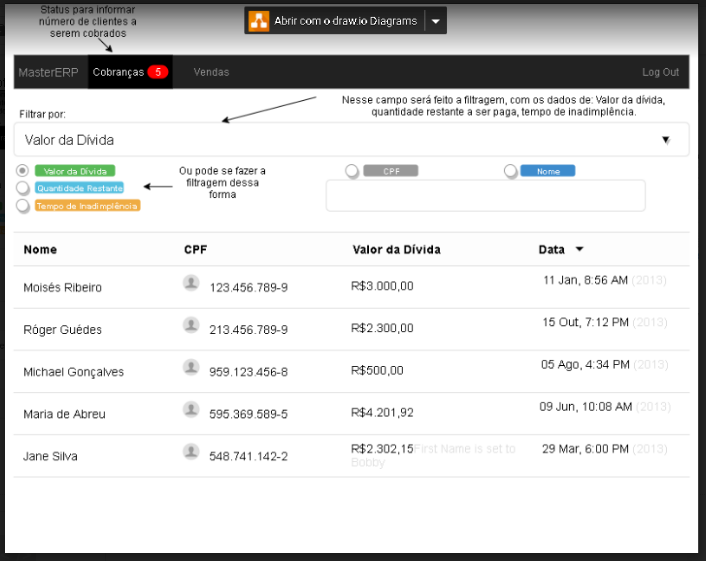 Status para informar
número de clientes a
serem cobrados
Abrir com o draw.io Diagrams
MasterERP Cobranças 5 Vendas Log Out
Nesse campo será feito a filtragem, com os dados de: Valor da dívida,
quantidade restante a ser paga, tempo de inadimplência.
Filtrar por:
Valor da Dívida
Valor da Dívida
Quantidade Restante
Tempo de Inadimplência
Ou pode se fazer a
filtragem dessa
forma
CPF
Nome
Nome CPF Valor da Dívida Data
Moisés Ribeiro 123.456.789-9 R$3.000,00 11 Jan, 8:56 AM (2013)
Róger Guédes 213.456.789-9 R$2.300,00 15 Out, 7:12 PM (2013)
Michael Gonçalves 959.123.456-8 R$500,00 05 Ago, 4:34 PM (2013)
Maria de Abreu 595.369.589-5 R$4.201,92 09 Jun, 10:08 AM (2013)
Jane Silva 548.741.142-2 R$2.302,15 First Name is set to 29 Mar, 6:00 PM (2013)
Bobby